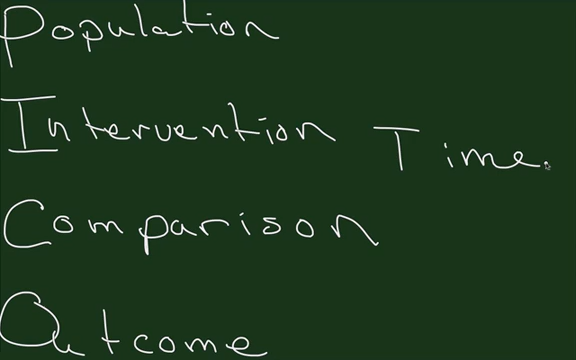 Population
Intervention
Time.
Comparison
Outcome